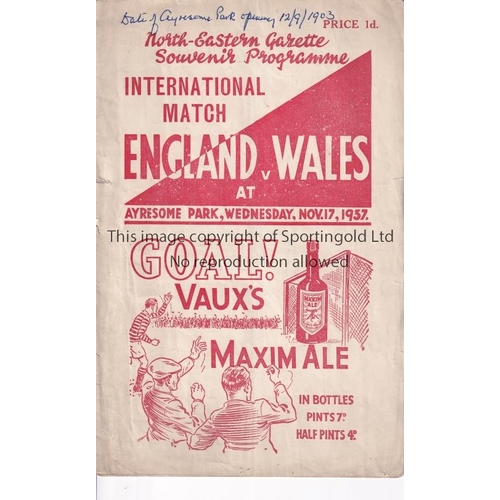 Date of Ayresome Park opening 12/9/1903
PRICE 1d.
North-Eastern Gazette
Souvenir Programme
INTERNATIONAL
MATCH
ENGLAND v WALES
AT
AYRESOME PARK, WEDNESDAY, NOV. 17, 1937.
This image copyright of Sportingold Ltd
No reproduction allowed
GOAL!
VAUX'S
MAXIM
ALE
MAXIM ALE
IN BOTTLES
PINTS 7D.
HALF PINTS 4D.